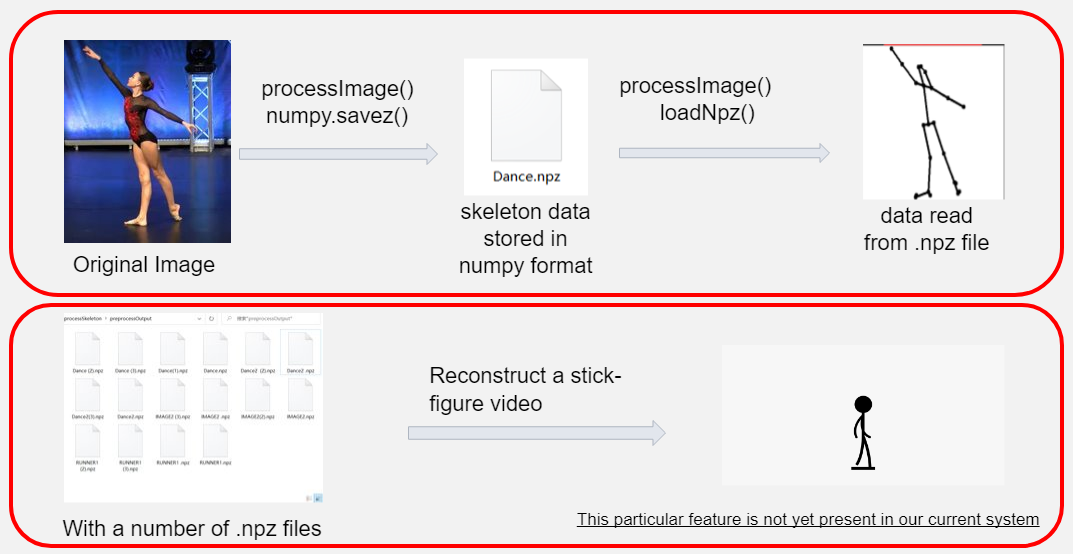 processImage()
numpy.savez()
processImage()
loadNpz()
Dance.npz
Original Image
skeleton data
stored in
numpy format
data read
from .npz file
processSkeleton › .preprocessOutput
搜索".preprocessOutput"
Dance (2).npz Dance (3).npz Dance(1).npz Dance.npz Dance2 (2).npz Dance2 .npz
Dance2(3).npz Dance2.npz IMAGE2 (3).npz IMAGE2 .npz IMAGE2(2).npz IMAGE2.npz
RUNNER1 (2).npz RUNNER1 (3).npz RUNNER1 .npz RUNNER1.npz
Reconstruct a stick-
figure video
With a number of .npz files
This particular feature is not yet present in our current system